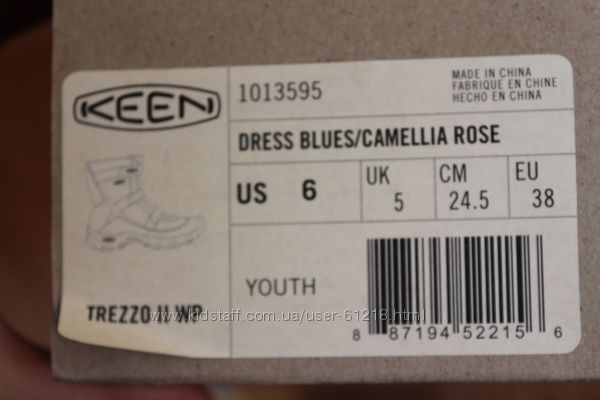 KEEN
1013595
MADE IN CHINA
FABRIQUE EN CHINE
HECHO EN CHINA
DRESS BLUES/CAMELLIA ROSE
US 6
UK 5
CM 24.5
EU 38
YOUTH
TREZZO II WP
www.kidstaff.com.ua/user-61218.html
8 87194 52215 6